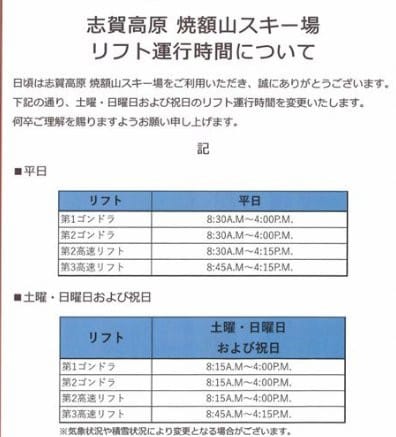 志賀高原 焼額山スキー場
リフト運行時間について
日頃は志賀高原 焼額山スキー場をご利用いただき、誠にありがとうございます。
下記の通り、土曜・日曜日および祝日のリフト運行時間を変更いたします。
何卒ご理解を賜りますようお願い申し上げます。
記
■平日
リフト 平日
第1ゴンドラ 8:30A.M～4:00P.M.
第2ゴンドラ 8:30A.M～4:00P.M.
第2高速リフト 8:30A.M～4:15P.M.
第3高速リフト 8:45A.M～4:15P.M.
■土曜・日曜日および祝日
リフト 土曜・日曜日
および祝日
第1ゴンドラ 8:15A.M～4:00P.M.
第2ゴンドラ 8:15A.M～4:00P.M.
第2高速リフト 8:15A.M～4:00P.M.
第3高速リフト 8:45A.M～4:15P.M.
※気象状況や積雪状況により変更となる場合がございます。